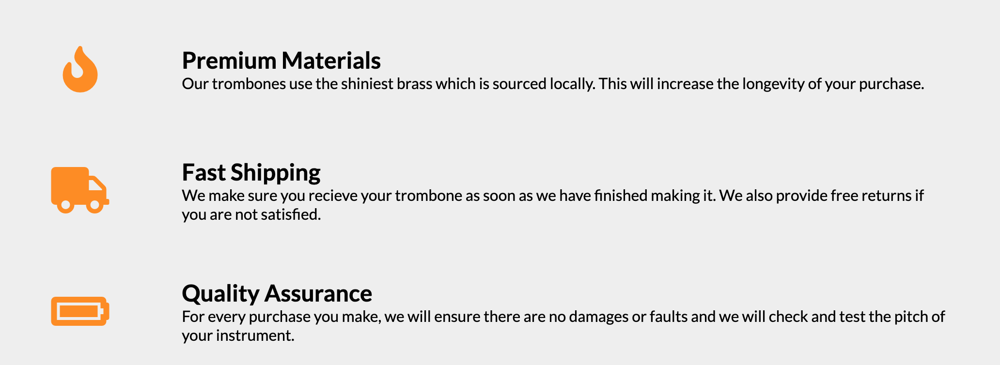 Premium Materials
Our trombones use the shiniest brass which is sourced locally. This will increase the longevity of your purchase.
Fast Shipping
We make sure you recieve your trombone as soon as we have finished making it. We also provide free returns if
you are not satisfied.
Quality Assurance
For every purchase you make, we will ensure there are no damages or faults and we will check and test the pitch of
your instrument.